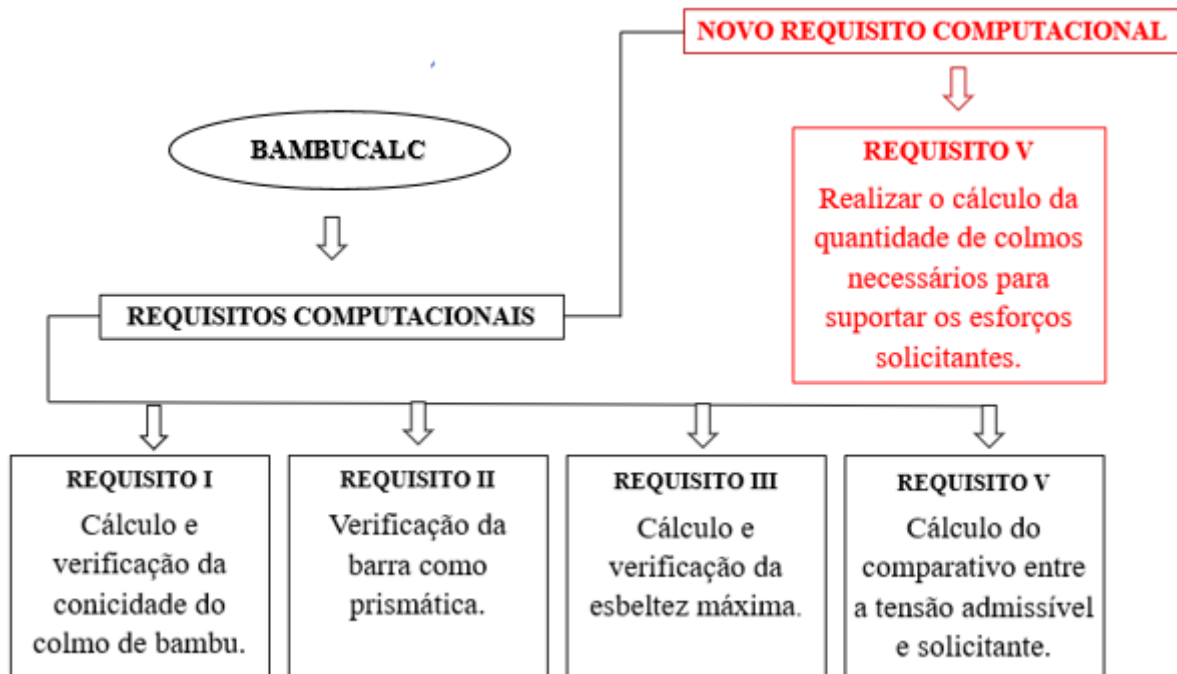 NOVO REQUISITO COMPUTACIONAL
BAMBUCALC
REQUISITO V
Realizar o cálculo da
quantidade de colmos
necessários para
suportar os esforços
solicitantes.
REQUISITOS COMPUTACIONAIS
REQUISITO I
Cálculo e
verificação da
conicidade do
colmo de bambu.
REQUISITO II
Verificação da
barra como
prismática.
REQUISITO III
Cálculo e
verificação da
esbeltez máxima.
REQUISITO V
Cálculo do
comparativo entre
a tensão admissível
e solicitante.